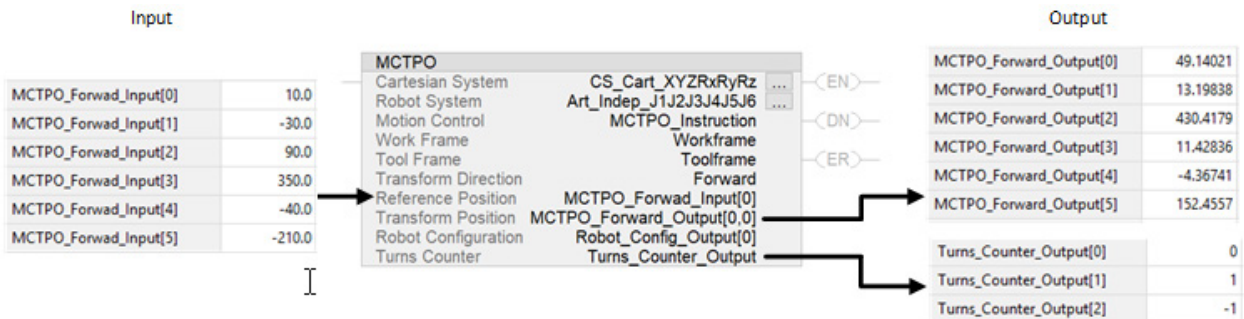 Input
Output
MCTPO_Forwad_Input[0] 10.0
MCTPO_Forwad_Input[1] -30.0
MCTPO_Forwad_Input[2] 90.0
MCTPO_Forwad_Input[3] 350.0
MCTPO_Forwad_Input[4] -40.0
MCTPO_Forwad_Input[5] -210.0
MCTPO
Cartesian System CS_Cart_XYZRxRyRz ... EN
Robot System Art_Indep_J1J2J3J4J5J6 ...
Motion Control MCTPO_Instruction DN
Work Frame Workframe
Tool Frame Toolframe ER
Transform Direction Forward
Reference Position MCTPO_Forwad_Input[0]
Transform Position MCTPO_Forward_Output[0,0]
Robot Configuration Robot_Config_Output[0]
Turns Counter Turns_Counter_Output
MCTPO_Forward_Output[0] 49.14021
MCTPO_Forward_Output[1] 13.19838
MCTPO_Forward_Output[2] 430.4179
MCTPO_Forward_Output[3] 11.42836
MCTPO_Forward_Output[4] -4.36741
MCTPO_Forward_Output[5] 152.4557
Turns_Counter_Output[0] 0
Turns_Counter_Output[1] 1
Turns_Counter_Output[2] -1